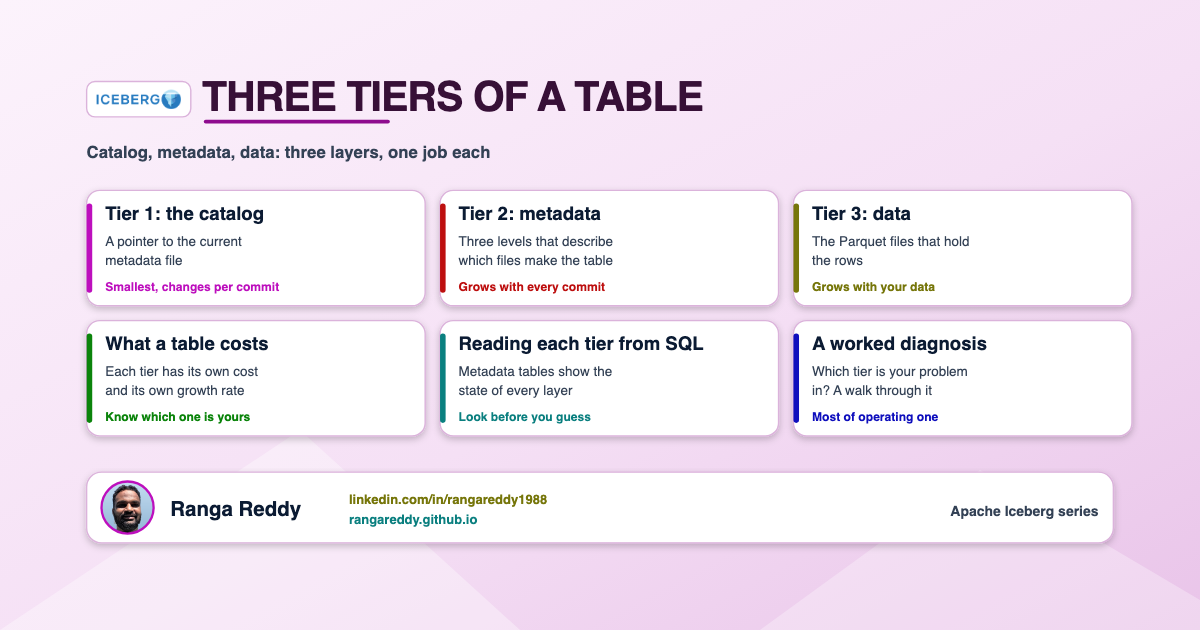 ICEBERG
THREE TIERS OF A TABLE
Catalog, metadata, data: three layers, one job each
Tier 1: the catalog
A pointer to the current
metadata file
Smallest, changes per commit
Tier 2: metadata
Three levels that describe
which files make the table
Grows with every commit
Tier 3: data
The Parquet files that hold
the rows
Grows with your data
What a table costs
Each tier has its own cost
and its own growth rate
Know which one is yours
Reading each tier from SQL
Metadata tables show the
state of every layer
Look before you guess
A worked diagnosis
Which tier is your problem
in? A walk through it
Most of operating one
Ranga Reddy
linkedin.com/in/rangareddy1988
rangareddy.github.io
Apache Iceberg series